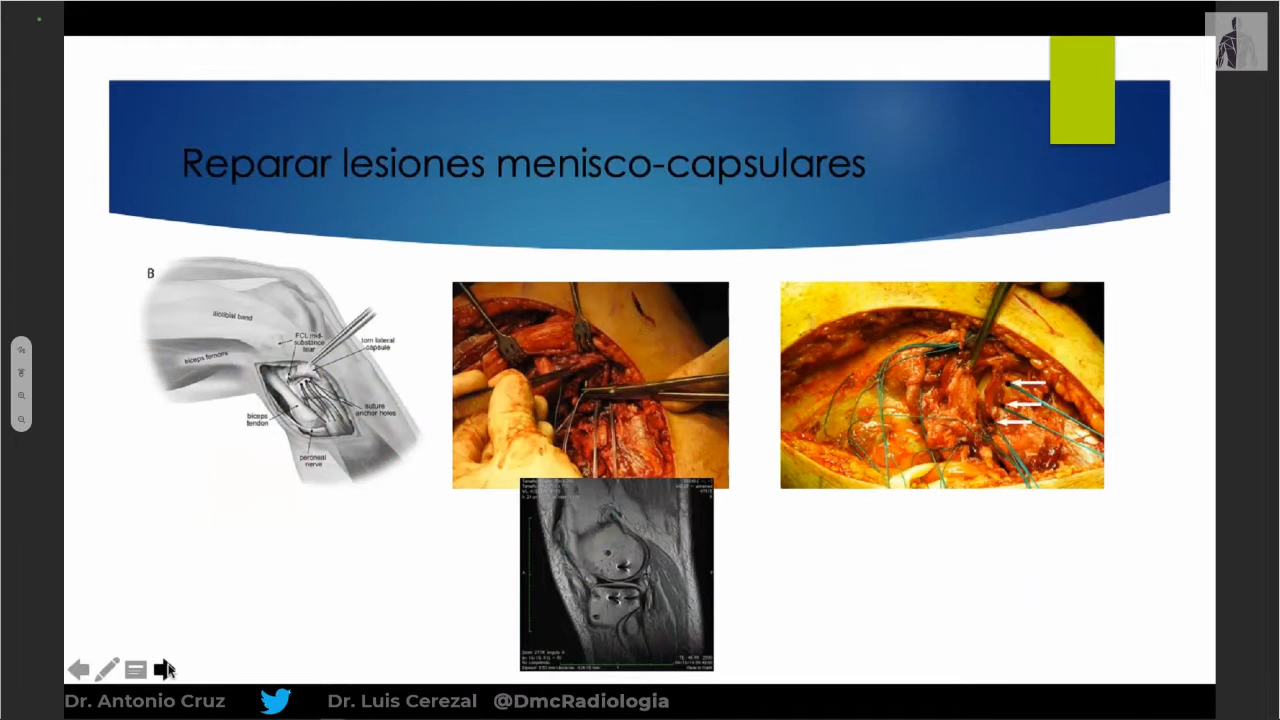 Reparar lesiones menisco-capsulares
B
iliotibial band
FCL mid-
substance
tear
torn lateral
capsule
biceps femoris
suture
anchor holes
biceps
tendon
peroneal
nerve
Dr. Antonio Cruz
Dr. Luis Cerezal
@DmcRadiologia